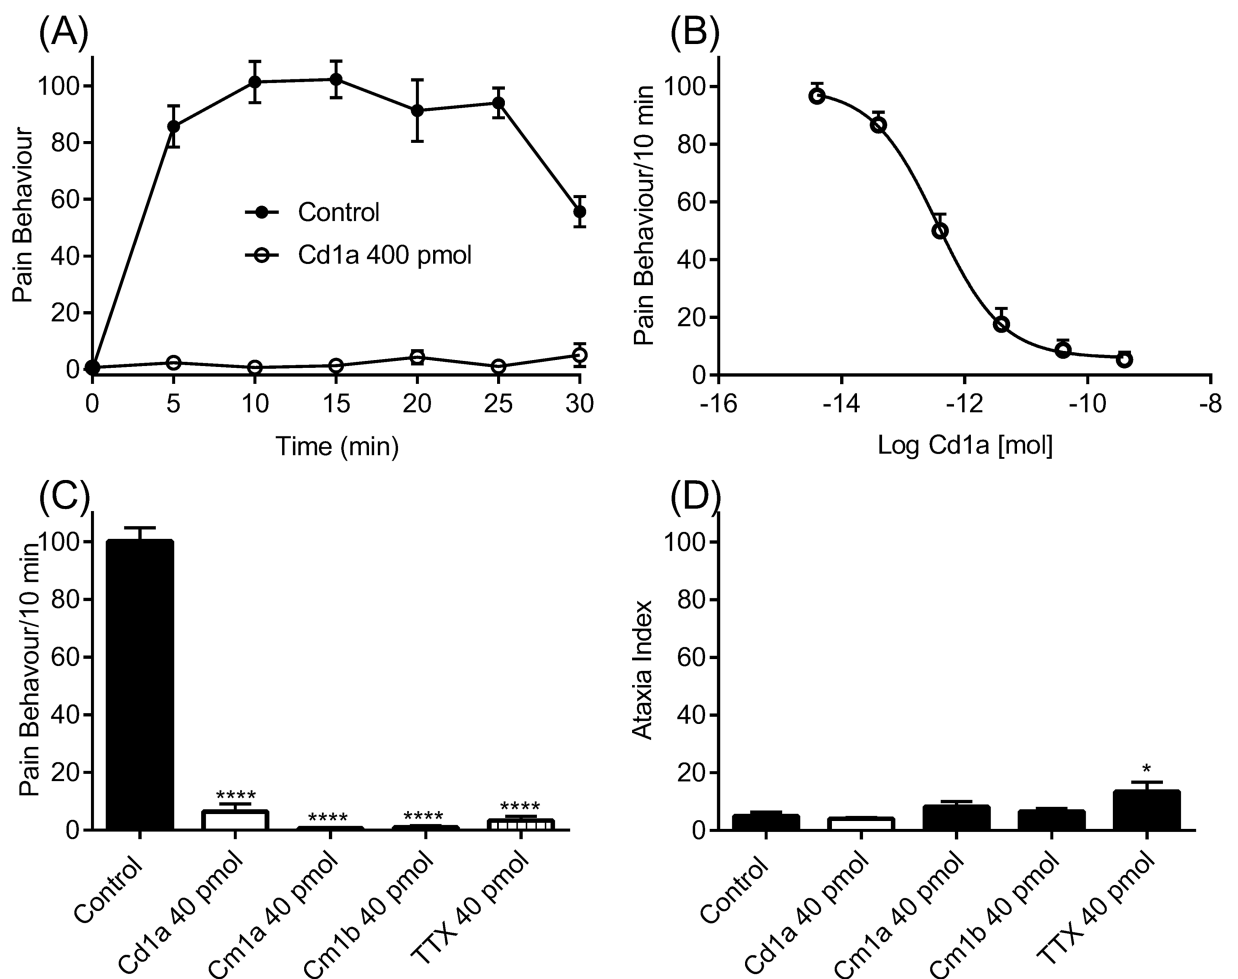 (A)
Pain Behaviour
100
80
60
40
20
0
Control
Cd1a 400 pmol
0 5 10 15 20 25 30
Time (min)
(B)
Pain Behaviour/10 min
100
80
60
40
20
0
-16 -14 -12 -10 -8
Log Cd1a [mol]
(C)
Pain Behavour/10 min
100
80
60
40
20
0
**** **** **** ****
Control
Cd1a 40 pmol
Cm1a 40 pmol
Cm1b 40 pmol
TTX 40 pmol
(D)
Ataxia Index
100
80
60
40
20
0
*
Control
Cd1a 40 pmol
Cm1a 40 pmol
Cm1b 40 pmol
TTX 40 pmol